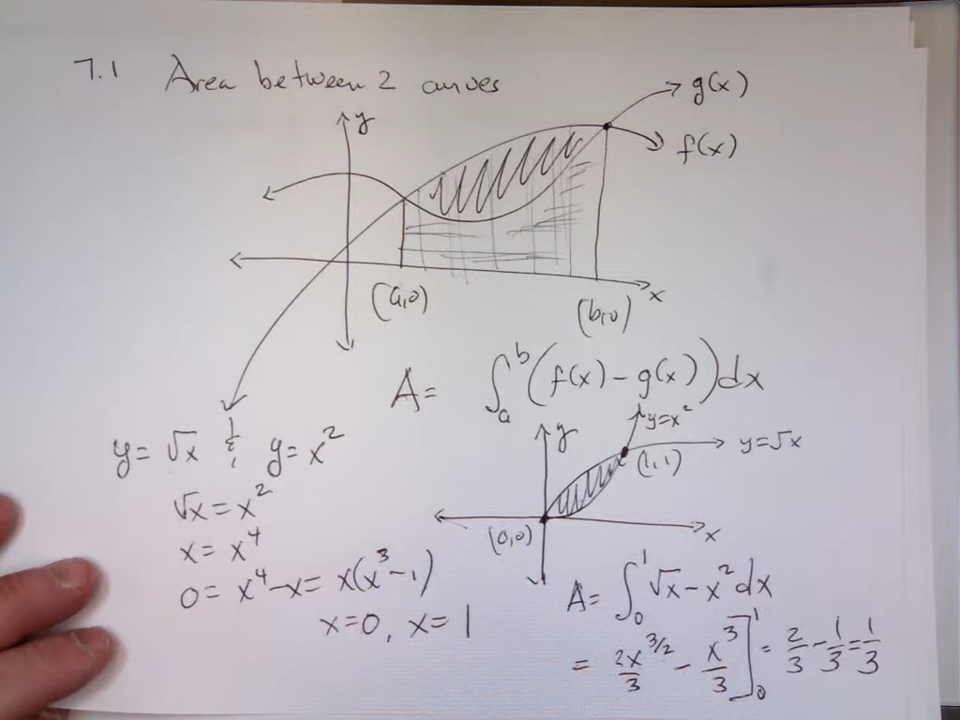 7.1 Area between 2 curves
g(x)
f(x)
y
x
(a,0)
(b,0)
A= ∫_a^b (f(x) - g(x)) dx
y= √x & y= x²
√x = x²
x = x⁴
0= x⁴-x= x(x³-1)
x=0, x= 1
y
y=x²
y=√x
(1,1)
(0,0)
x
A= ∫_0^1 √x - x² dx
= 2x^{3/2}/3 - x³/3 ]_0^1 = 2/3 - 1/3 = 1/3